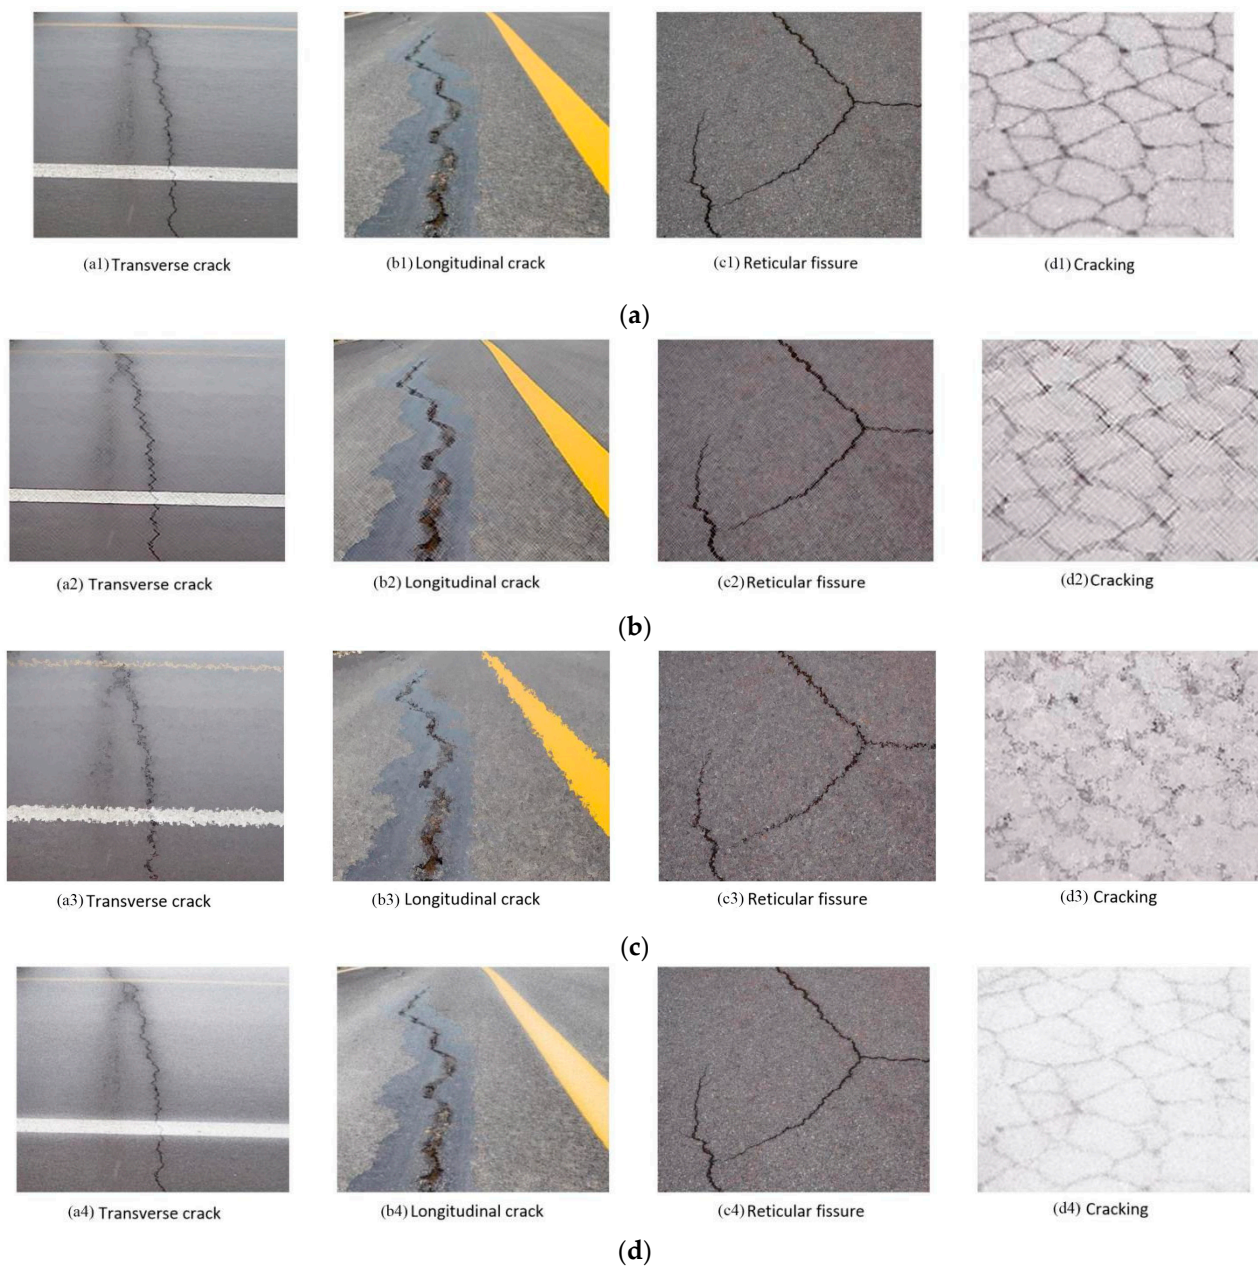 (a1) Transverse crack (b1) Longitudinal crack (c1) Reticular fissure (d1) Cracking
(a)
(a2) Transverse crack (b2) Longitudinal crack (c2) Reticular fissure (d2) Cracking
(b)
(a3) Transverse crack (b3) Longitudinal crack (c3) Reticular fissure (d3) Cracking
(c)
(a4) Transverse crack (b4) Longitudinal crack (c4) Reticular fissure (d4) Cracking
(d)